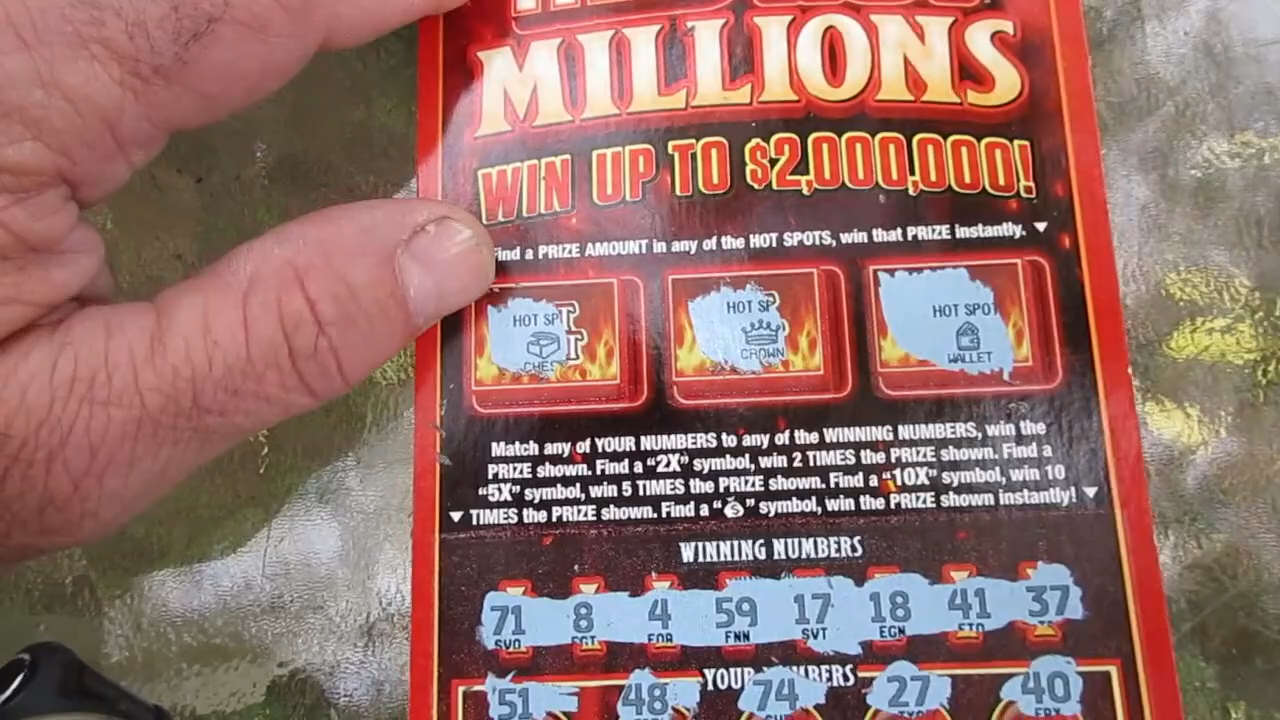 MILLIONS
WIN UP TO $2,000,000!
Find a PRIZE AMOUNT in any of the HOT SPOTS, win that PRIZE instantly.
HOT SP HOT SP HOT SPOT
CHEST CROWN WALLET
Match any of YOUR NUMBERS to any of the WINNING NUMBERS, win the
PRIZE shown. Find a "2X" symbol, win 2 TIMES the PRIZE shown. Find a
"5X" symbol, win 5 TIMES the PRIZE shown. Find a "10X" symbol, win 10
TIMES the PRIZE shown. Find a " " symbol, win the PRIZE shown instantly!
WINNING NUMBERS
71 8 4 59 17 18 41 37
SVO EGT FOR FNN SVT EGN
YOUR NUMBERS
51 48 74 27 40